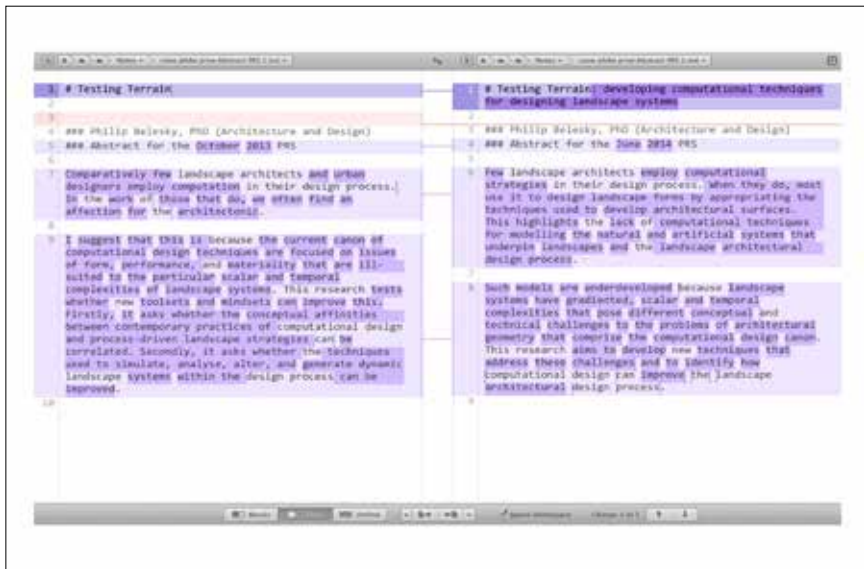 # Testing Terrain
### Philip Belesky, PhD (Architecture and Design)
### Abstract for the October 2013 PRS
Comparatively few landscape architects and urban
designers employ computation in their design process.
In the work of those that do, we often find an
affection for the architectonic.
I suggest that this is because the current canon of
computational design techniques are focused on issues
of form, performance, and materiality that are ill-
suited to the particular scalar and temporal
complexities of landscape systems. This research tests
whether new toolsets and mindsets can improve this.
Firstly, it asks whether the conceptual affinities
between contemporary practices of computational design
and process-driven landscape strategies can be
correlated. Secondly, it asks whether the techniques
used to simulate, analyse, alter, and generate dynamic
landscape systems within the design process can be
improved.
# Testing Terrain: developing computational techniques
for designing landscape systems
### Philip Belesky, PhD (Architecture and Design)
### Abstract for the June 2014 PRS
Few landscape architects employ computational
strategies in their design process. When they do, most
use it to design landscape forms by appropriating the
techniques used to develop architectural surfaces.
This highlights the lack of computational techniques
for modelling the natural and artificial systems that
underpin landscapes and the landscape architectural
design process.
Such models are underdeveloped because landscape
systems have gradiented, scalar and temporal
complexities that pose different conceptual and
technical challenges to the problems of architectural
geometry that comprise the computational design canon.
This research aims to develop new techniques that
address these challenges and to identify how
computational design can improve the landscape
architectural design process.